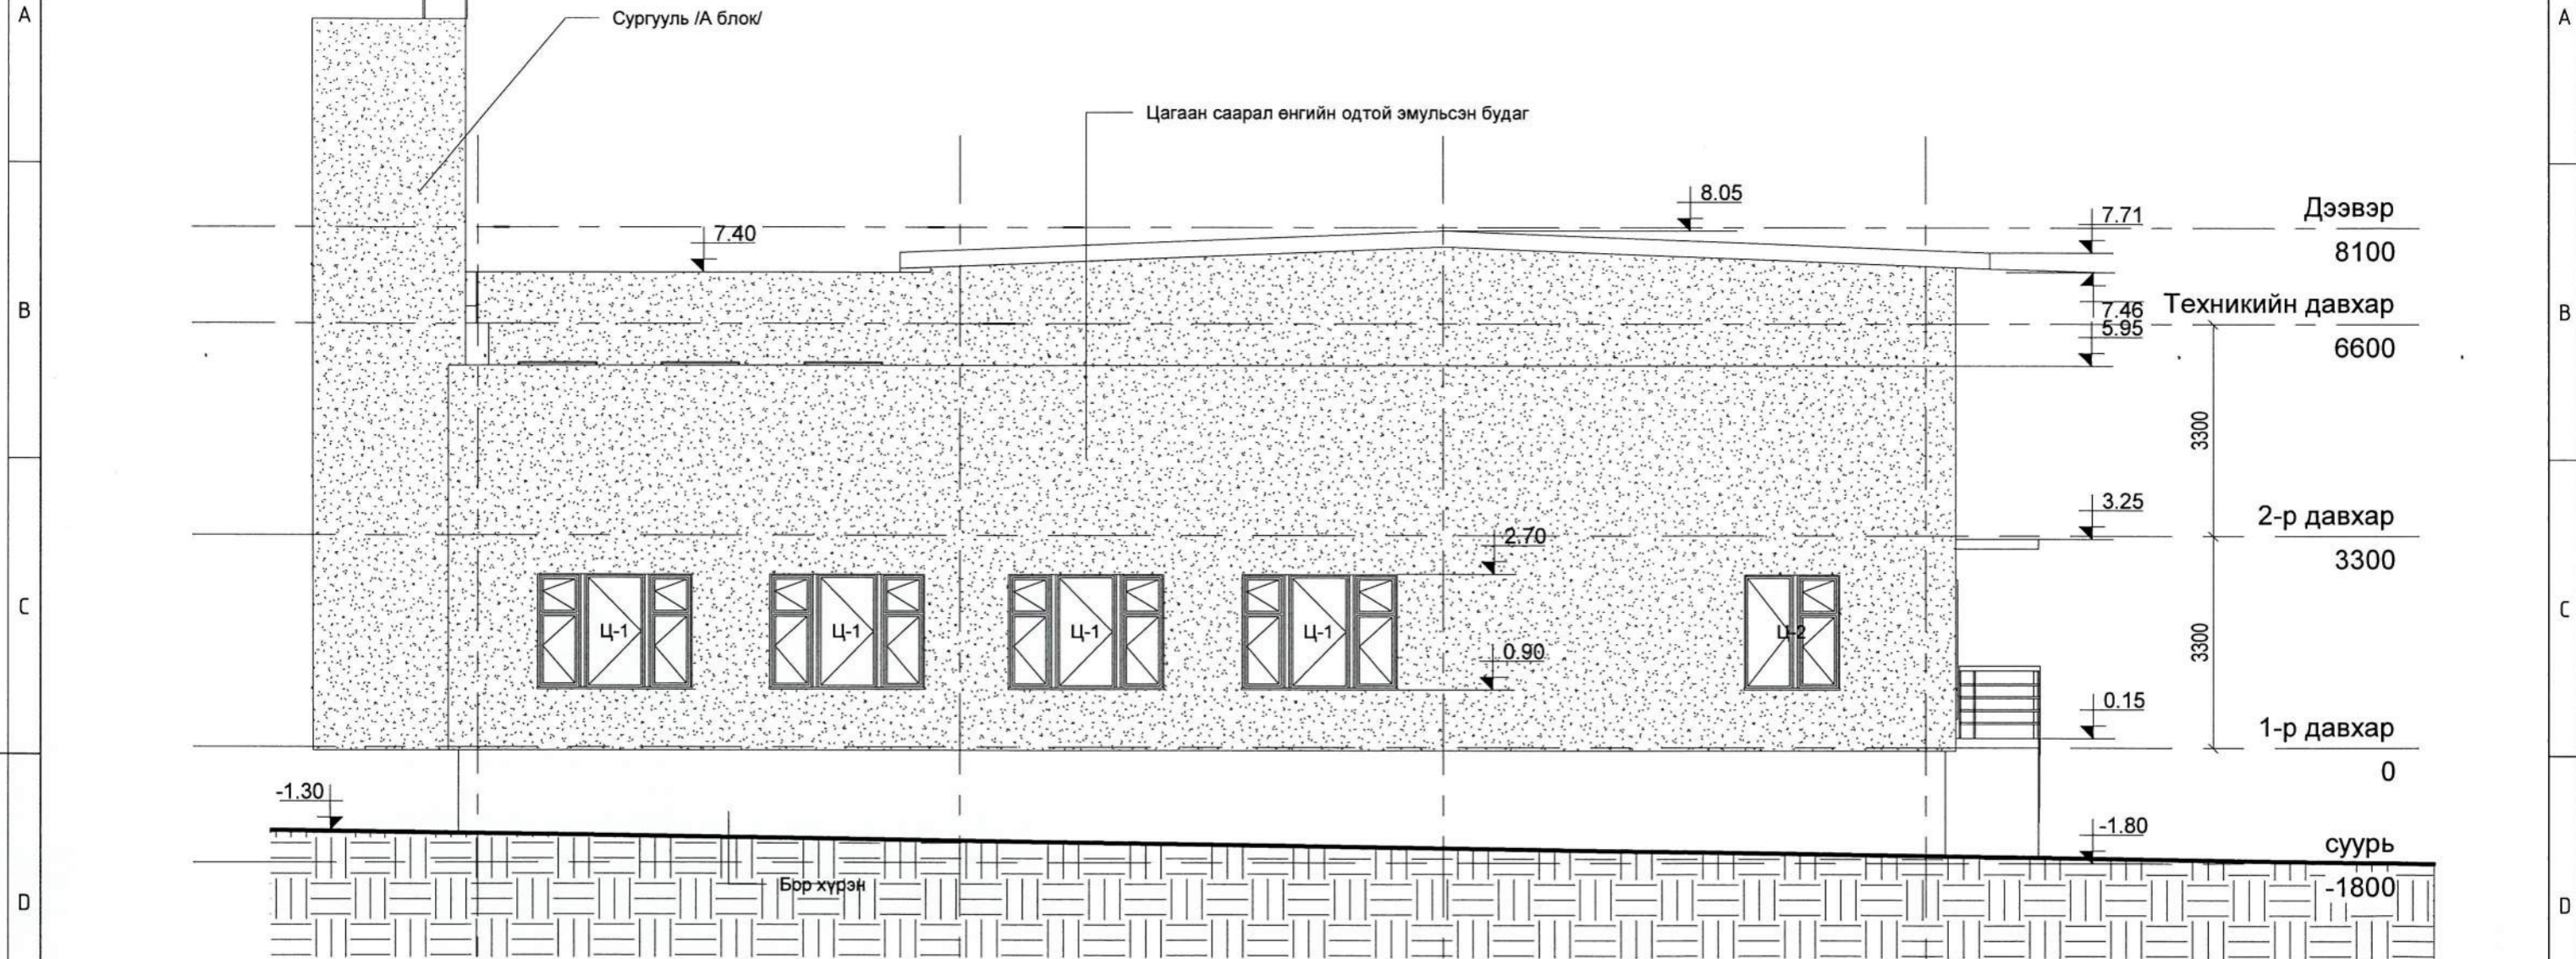 A
A
Сургууль /А блок/
Цагаан саарал өнгийн одтой эмульсэн будаг
8.05
7.40
7.71
Дээвэр
8100
B
B
7.46
Техникийн давхар
5.95
6600
3300
3.25
2-р давхар
2.70
3300
C
C
Ц-1
Ц-1
Ц-1
Ц-1
Ц-2
0.90
3300
0.15
1-р давхар
0
-1.30
-1.80
суурь
Бор хүрэн
-1800
D
D